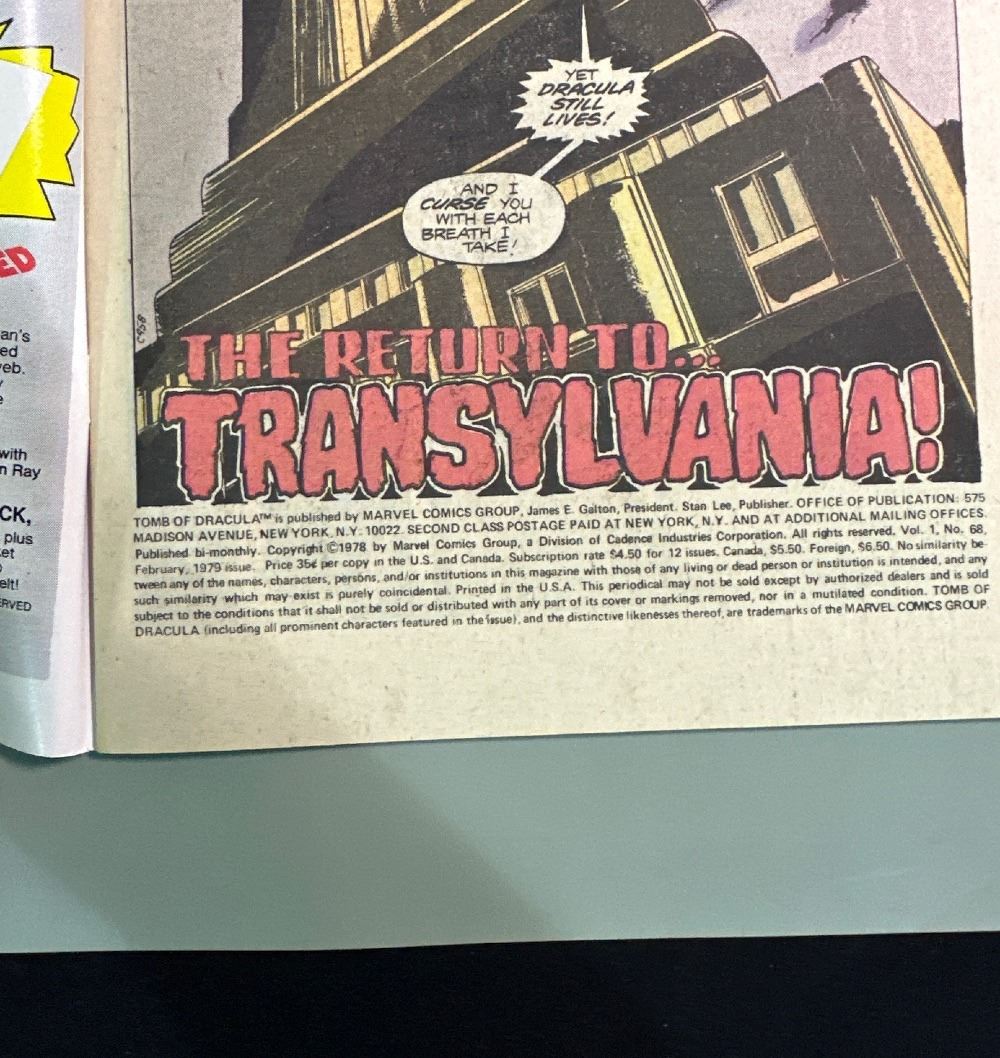 ED
an's
ed
eb.
with
n Ray
CK,
plus
et
elt!
ERVED
YET
DRACULA
STILL
LIVES!
AND I
CURSE YOU
WITH EACH
BREATH I
TAKE!
THE RETURN TO...
TRANSYLVANIA!
TOMB OF DRACULA™ is published by MARVEL COMICS GROUP, James E. Galton, President. Stan Lee, Publisher. OFFICE OF PUBLICATION: 575
MADISON AVENUE, NEW YORK, N.Y. 10022. SECOND CLASS POSTAGE PAID AT NEW YORK, N.Y. AND AT ADDITIONAL MAILING OFFICES.
Published bi-monthly. Copyright ©1978 by Marvel Comics Group, a Division of Cadence Industries Corporation. All rights reserved. Vol. 1, No. 68,
February, 1979 issue. Price 35¢ per copy in the U.S. and Canada. Subscription rate $4.50 for 12 issues. Canada, $5.50. Foreign, $6.50. No similarity be-
tween any of the names, characters, persons, and/or institutions in this magazine with those of any living or dead person or institution is intended, and any
such similarity which may exist is purely coincidental. Printed in the U.S.A. This periodical may not be sold except by authorized dealers and is sold
subject to the conditions that it shall not be sold or distributed with any part of its cover or markings removed, nor in a mutilated condition. TOMB OF
DRACULA (including all prominent characters featured in the issue), and the distinctive likenesses thereof, are trademarks of the MARVEL COMICS GROUP.